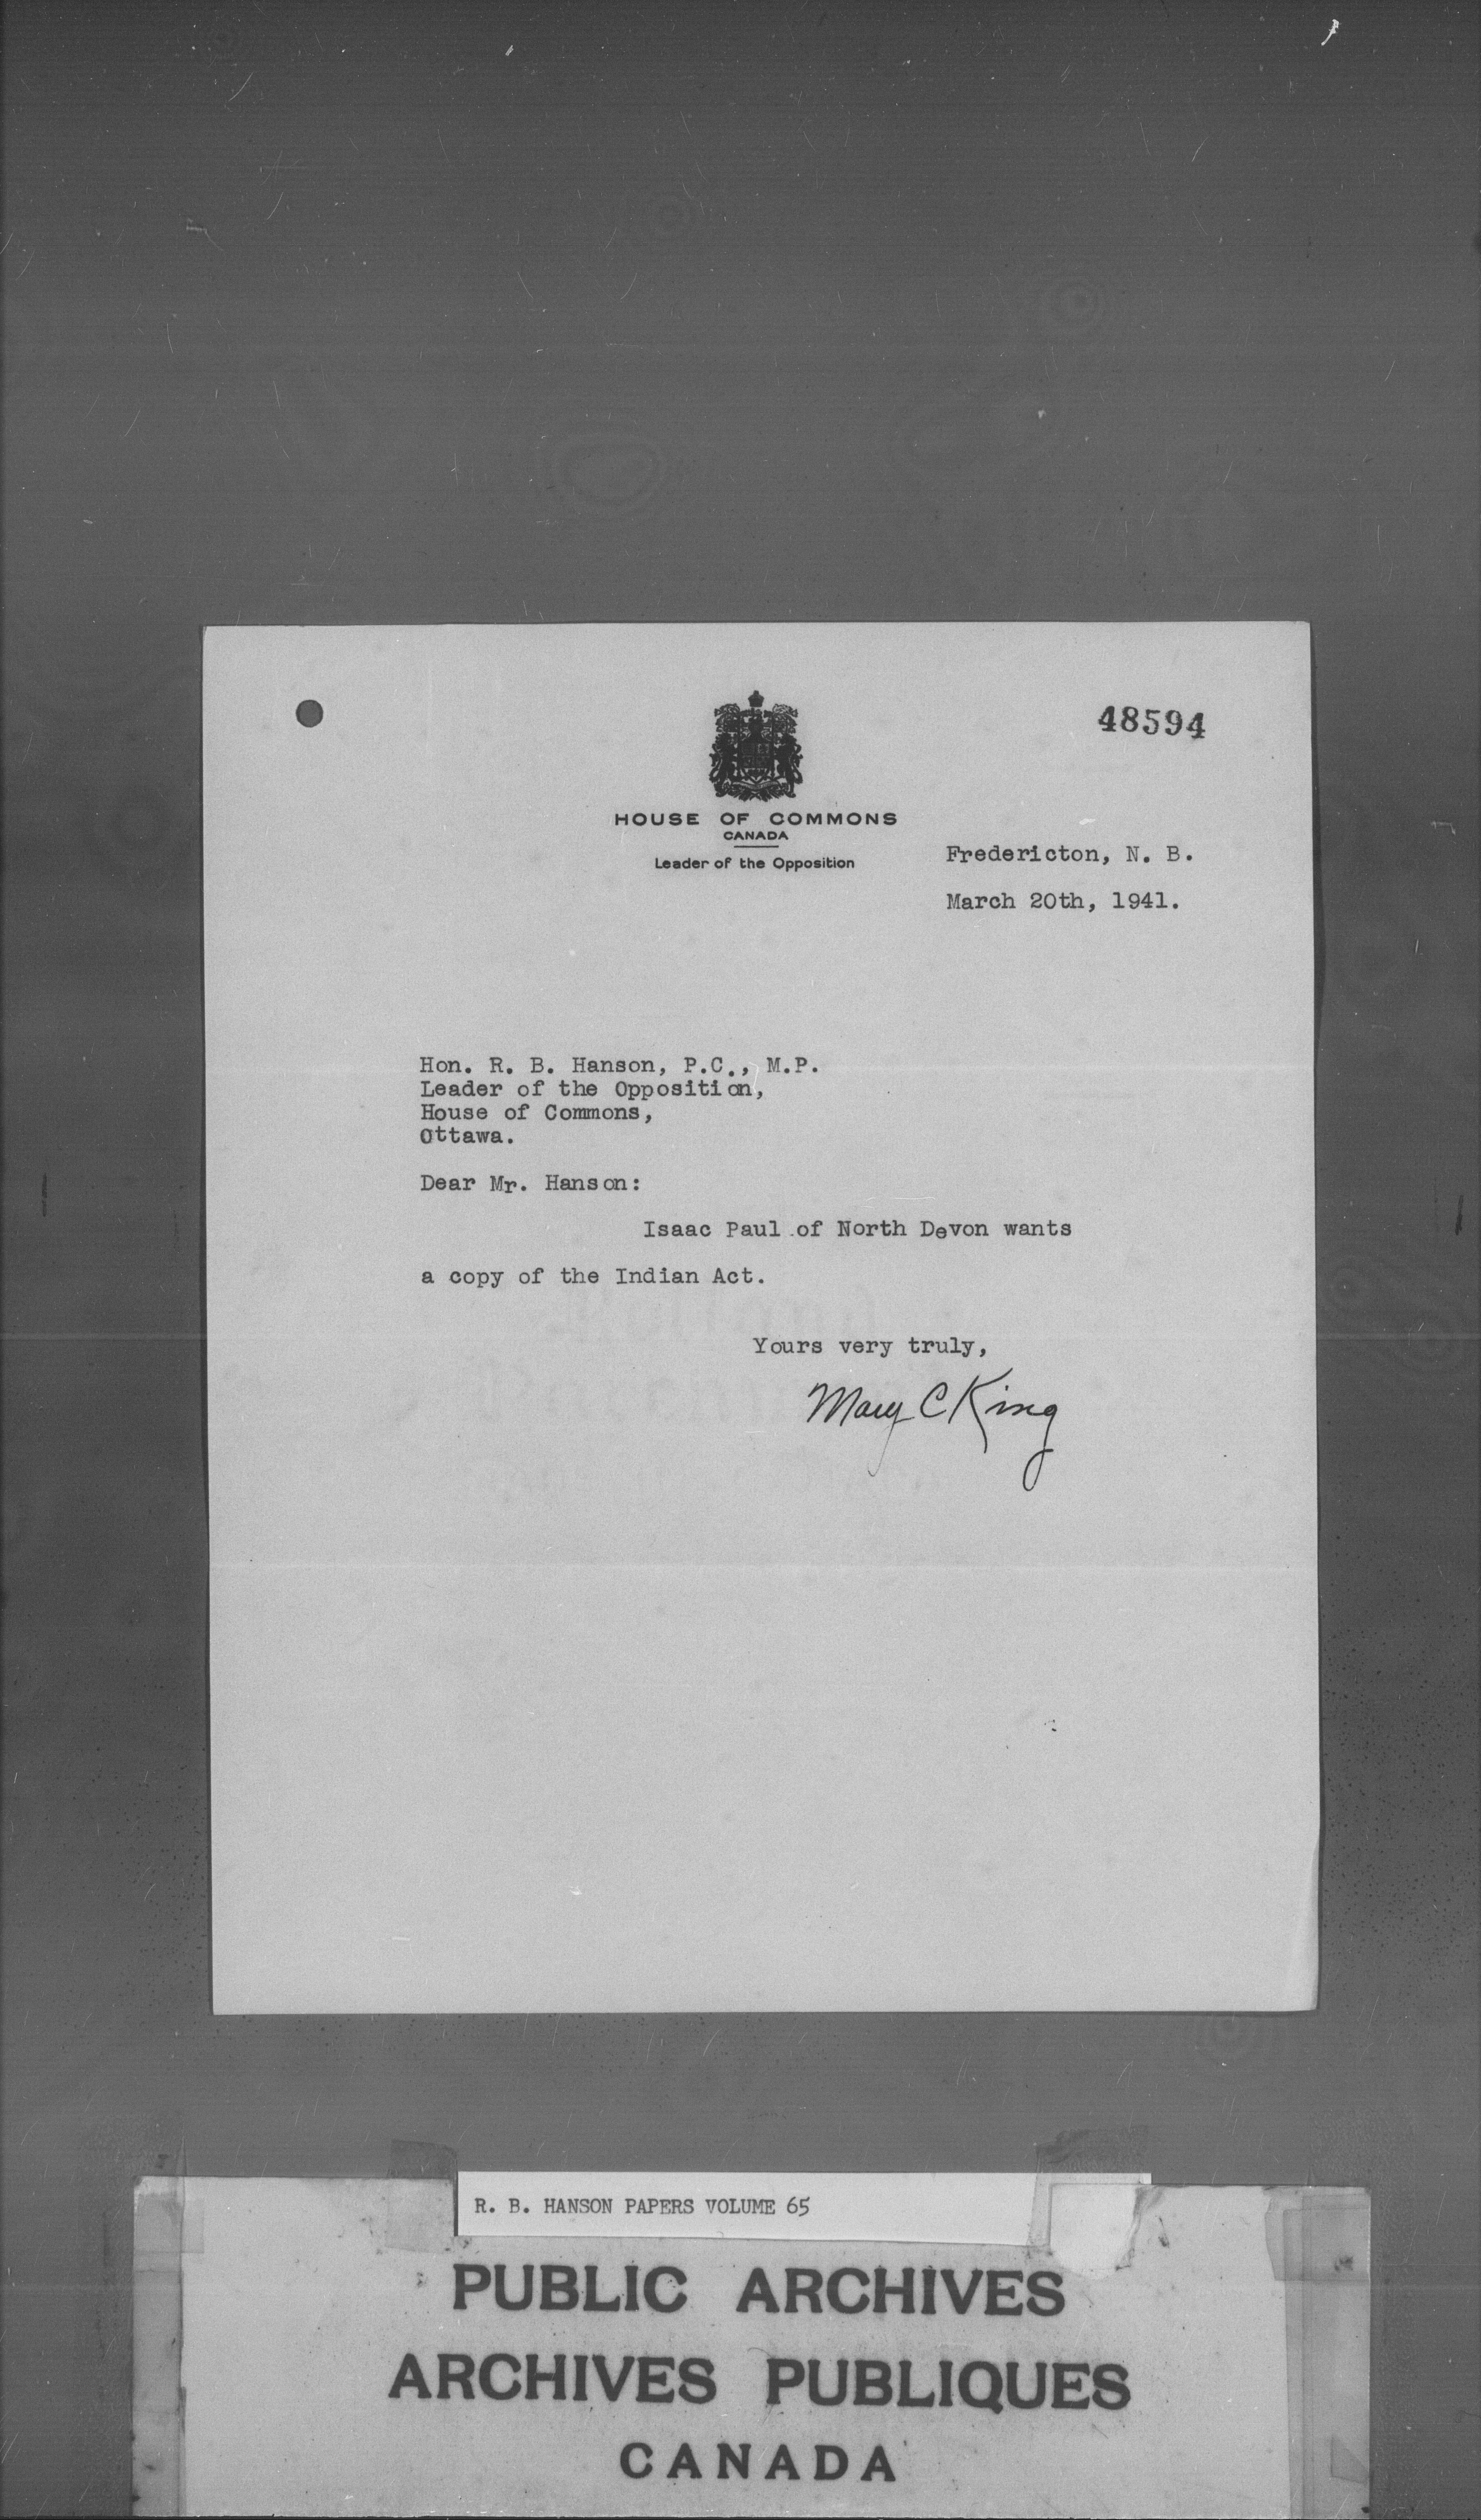 48594
HOUSE OF COMMONS
CANADA
Leader of the Opposition
Fredericton, N. B.
March 20th, 1941.
Hon. R. B. Hanson, P.C., M.P.
Leader of the Opposition,
House of Commons,
Ottawa.
Dear Mr. Hanson:
Isaac Paul of North Devon wants
a copy of the Indian Act.
Yours very truly,
Mary C King
R. B. HANSON PAPERS VOLUME 65
PUBLIC ARCHIVES
ARCHIVES PUBLIQUES
CANADA